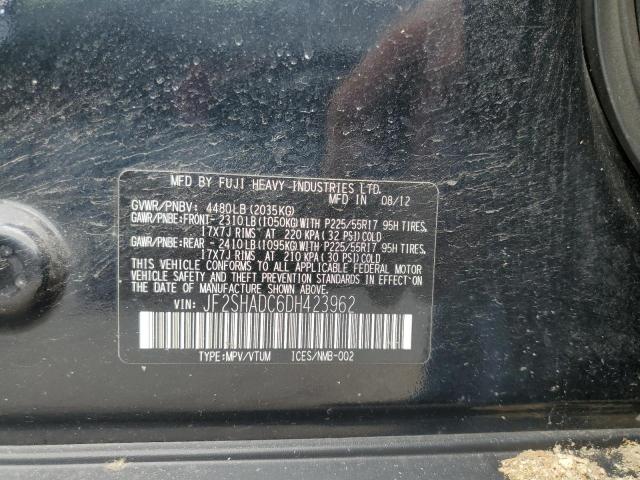 MFD BY FUJI HEAVY INDUSTRIES LTD.
MFD IN 08/12
GVWR/PNBV: 4480LB(2035KG)
GAWR/PNBE:FRONT- 2310LB(1050KG)WITH P225/55R17 95H TIRES,
17X7J RIMS AT 220 KPA(32 PSI)COLD
GAWR/PNBE:REAR - 2410LB(1095KG)WITH P225/55R17 95H TIRES,
17X7J RIMS AT 210 KPA(30 PSI)COLD
THIS VEHICLE CONFORMS TO ALL APPLICABLE FEDERAL MOTOR
VEHICLE SAFETY AND THEFT PREVENTION STANDARDS IN EFFECT ON
THE DATE OF MANUFACTURE SHOWN ABOVE.
VIN: JF2SHADC6DH423962
TYPE:MPV/VTUM ICES/NMB-002